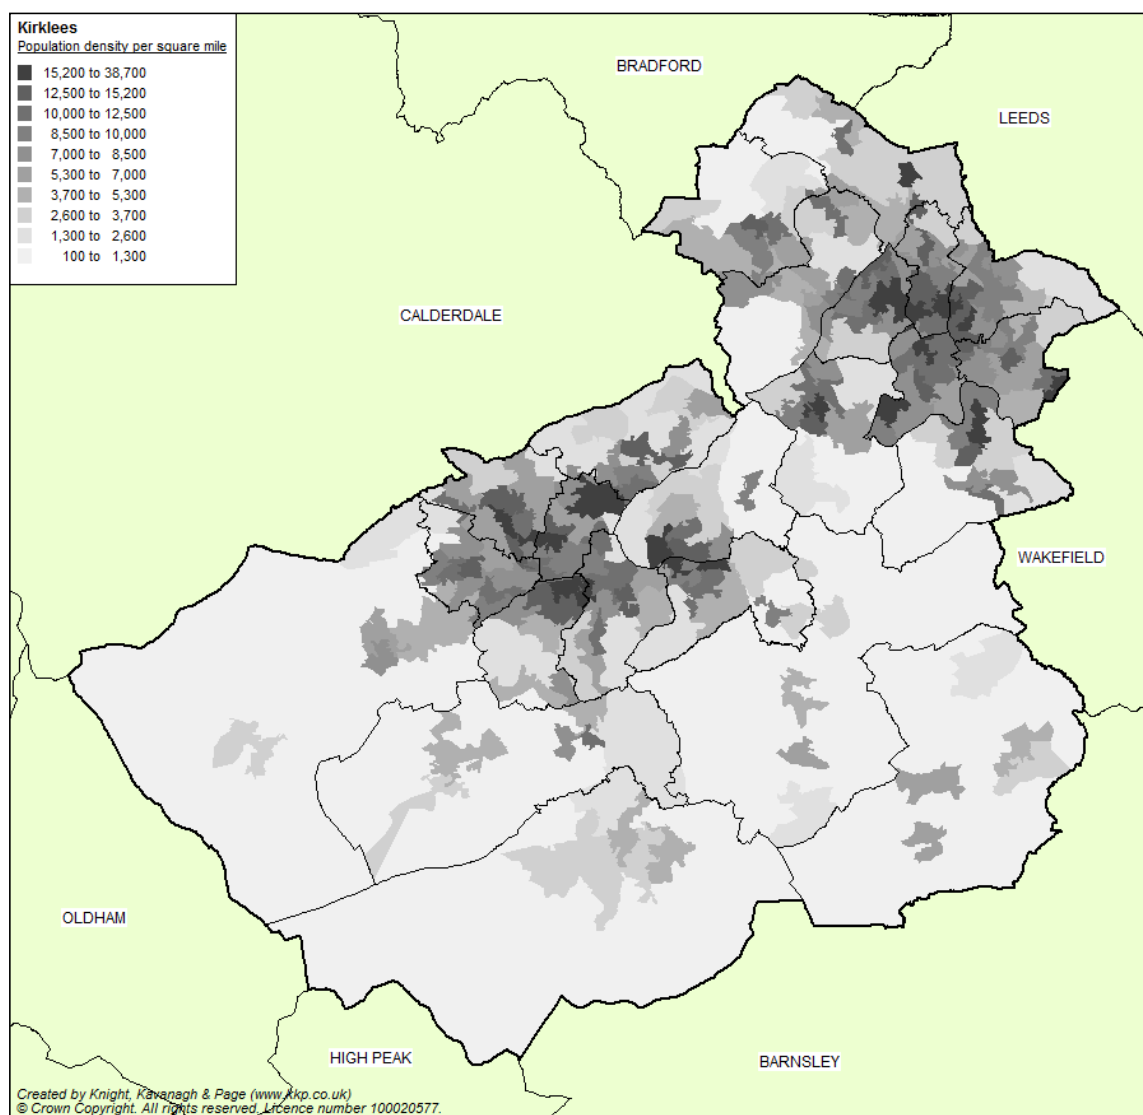 Kirklees
Population density per square mile
15,200 to 38,700
12,500 to 15,200
10,000 to 12,500
8,500 to 10,000
7,000 to 8,500
5,300 to 7,000
3,700 to 5,300
2,600 to 3,700
1,300 to 2,600
100 to 1,300
BRADFORD
LEEDS
CALDERDALE
WAKEFIELD
OLDHAM
HIGH PEAK
BARNSLEY
Created by Knight, Kavanagh & Page (www.kkp.co.uk)
© Crown Copyright. All rights reserved. Licence number 100020577.